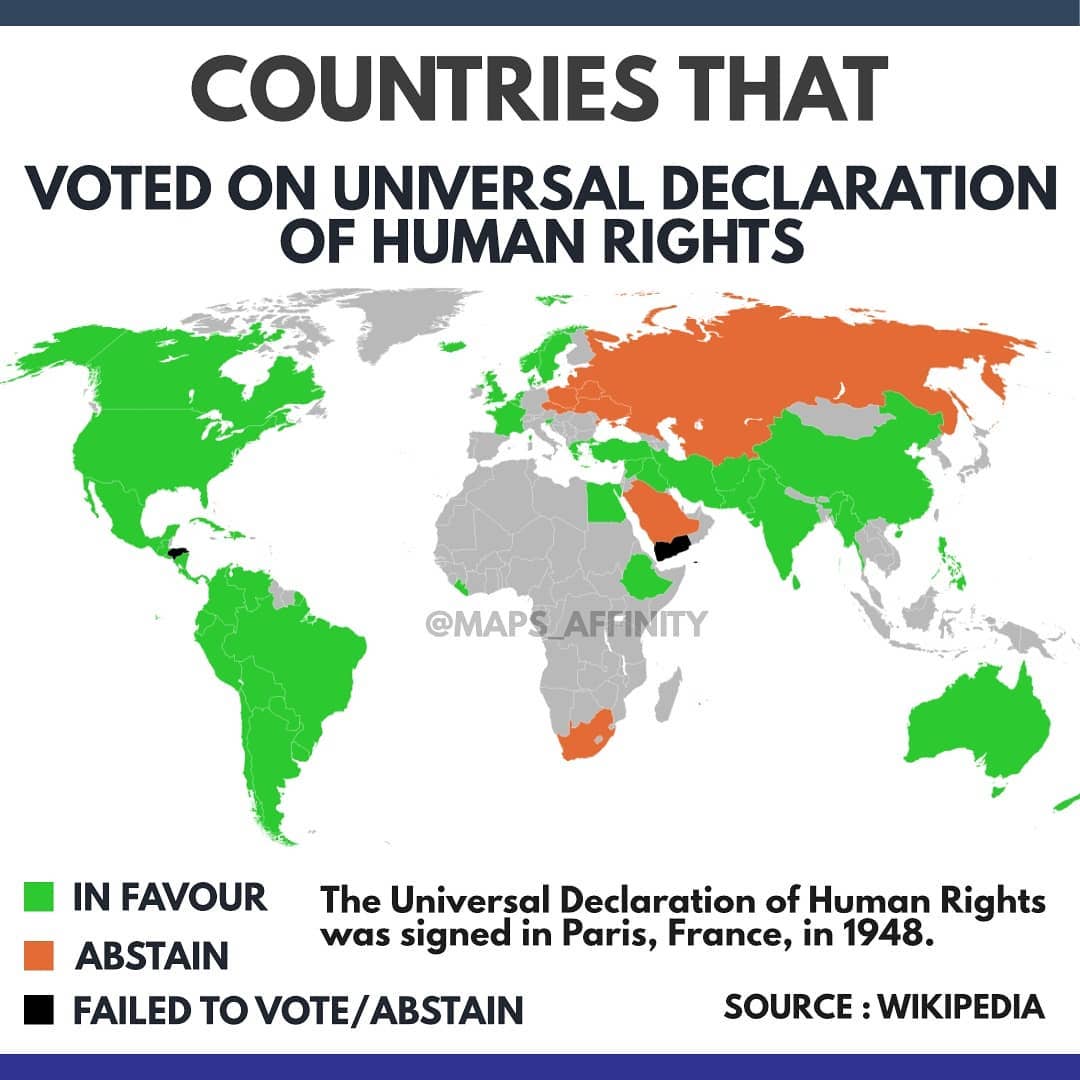 COUNTRIES THAT
VOTED ON UNIVERSAL DECLARATION
OF HUMAN RIGHTS
@MAPS_AFFINITY
IN FAVOUR
ABSTAIN
FAILED TO VOTE/ABSTAIN
The Universal Declaration of Human Rights
was signed in Paris, France, in 1948.
SOURCE : WIKIPEDIA